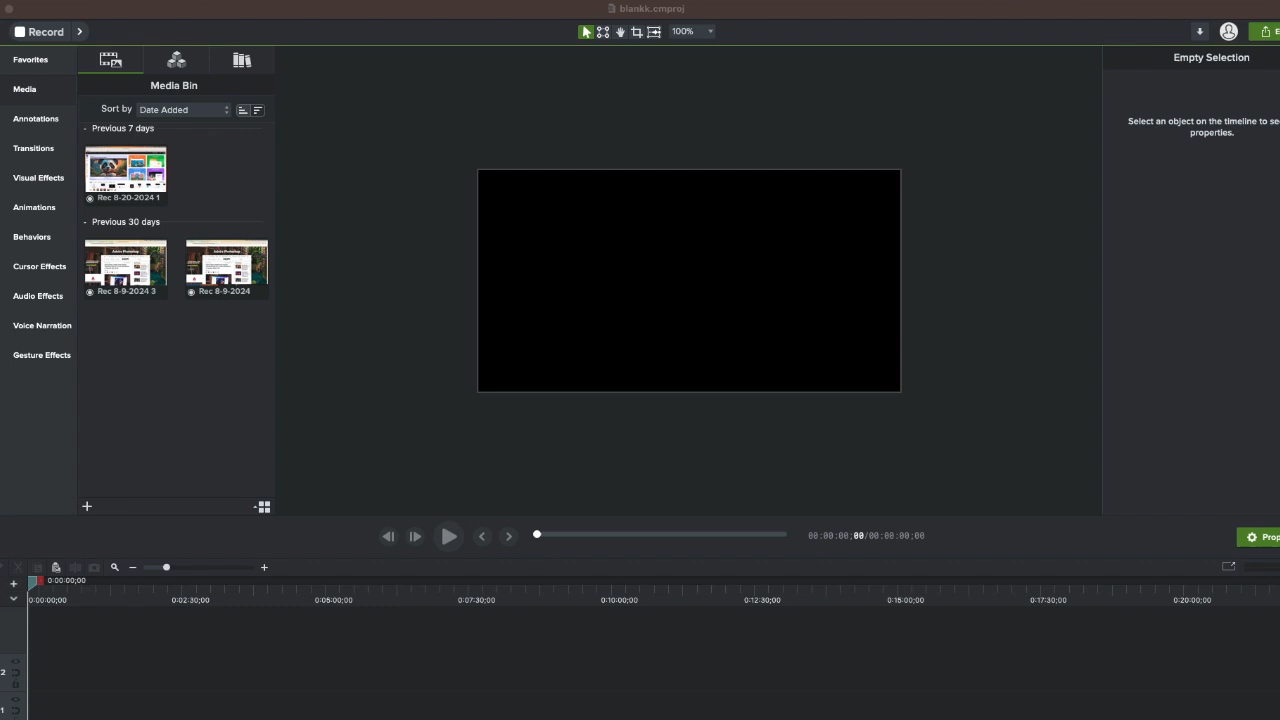 blankk.cmproj
Record
100%
Favorites
Media
Annotations
Transitions
Visual Effects
Animations
Behaviors
Cursor Effects
Audio Effects
Voice Narration
Gesture Effects
Media Bin
Sort by Date Added
Previous 7 days
Rec 8-20-2024 1
Previous 30 days
Rec 8-9-2024 3 Rec 8-9-2024
Empty Selection
Select an object on the timeline to se
properties.
00:00:00;00/00:00:00;00
Prop
0:00:00;00
0:00:00;00 0:02:30;00 0:05:00;00 0:07:30;00 0:10:00;00 0:12:30;00 0:15:00;00 0:17:30;00 0:20:00;00
2
1